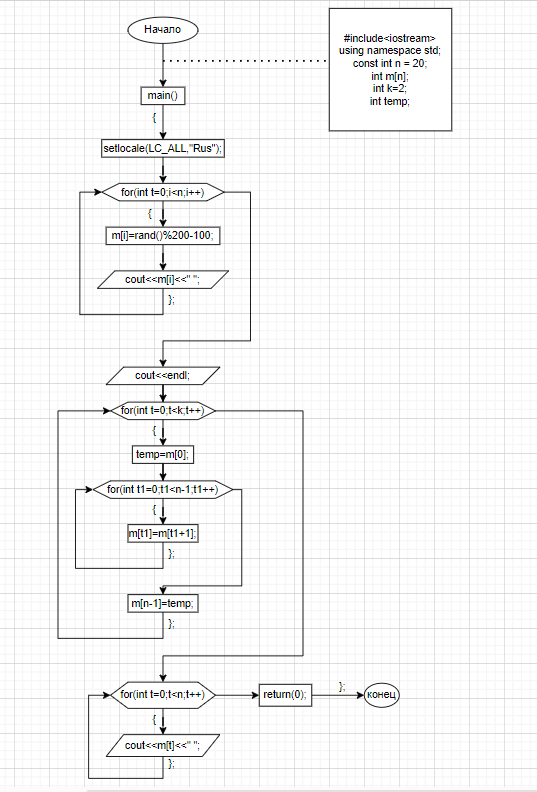 Начало
#include<iostream>
using namespace std;
const int n = 20;
int m[n];
int k=2;
int temp;
main()
{
setlocale(LC_ALL,"Rus");
for(int t=0;i<n;i++)
{
m[i]=rand()%200-100;
cout<<m[i]<<" ";
};
cout<<endl;
for(int t=0;t<k;t++)
{
temp=m[0];
for(int t1=0;t1<n-1;t1++)
{
m[t1]=m[t1+1];
};
m[n-1]=temp;
};
for(int t=0;t<n;t++)
return(0);
};
конец
{
cout<<m[t]<<" ";
};